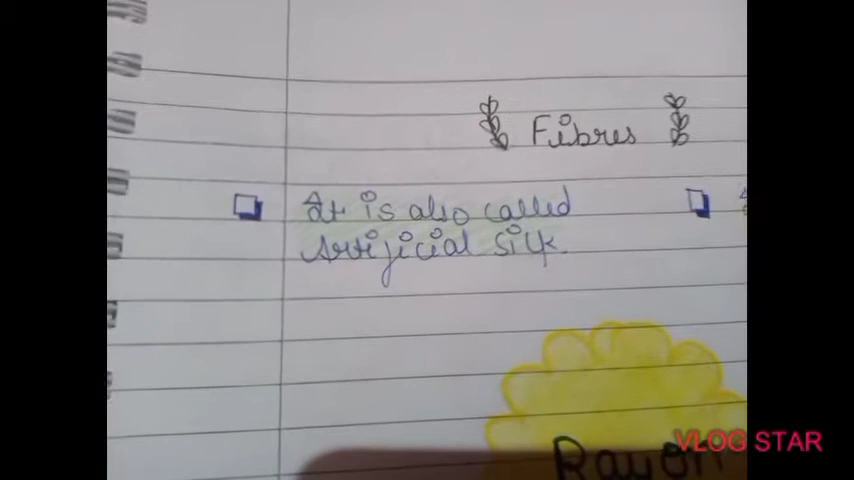 Fibres
It is also called
Artificial silk
Rayon
VLOG STAR